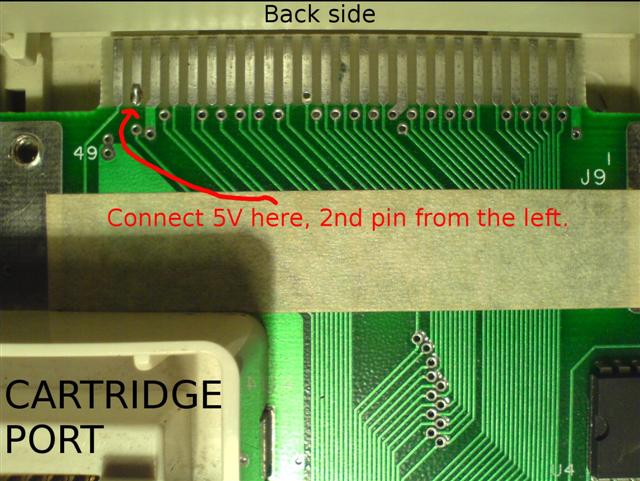 Back side
49
1
J9
Connect 5V here, 2nd pin from the left.
CARTRIDGE
PORT
U4